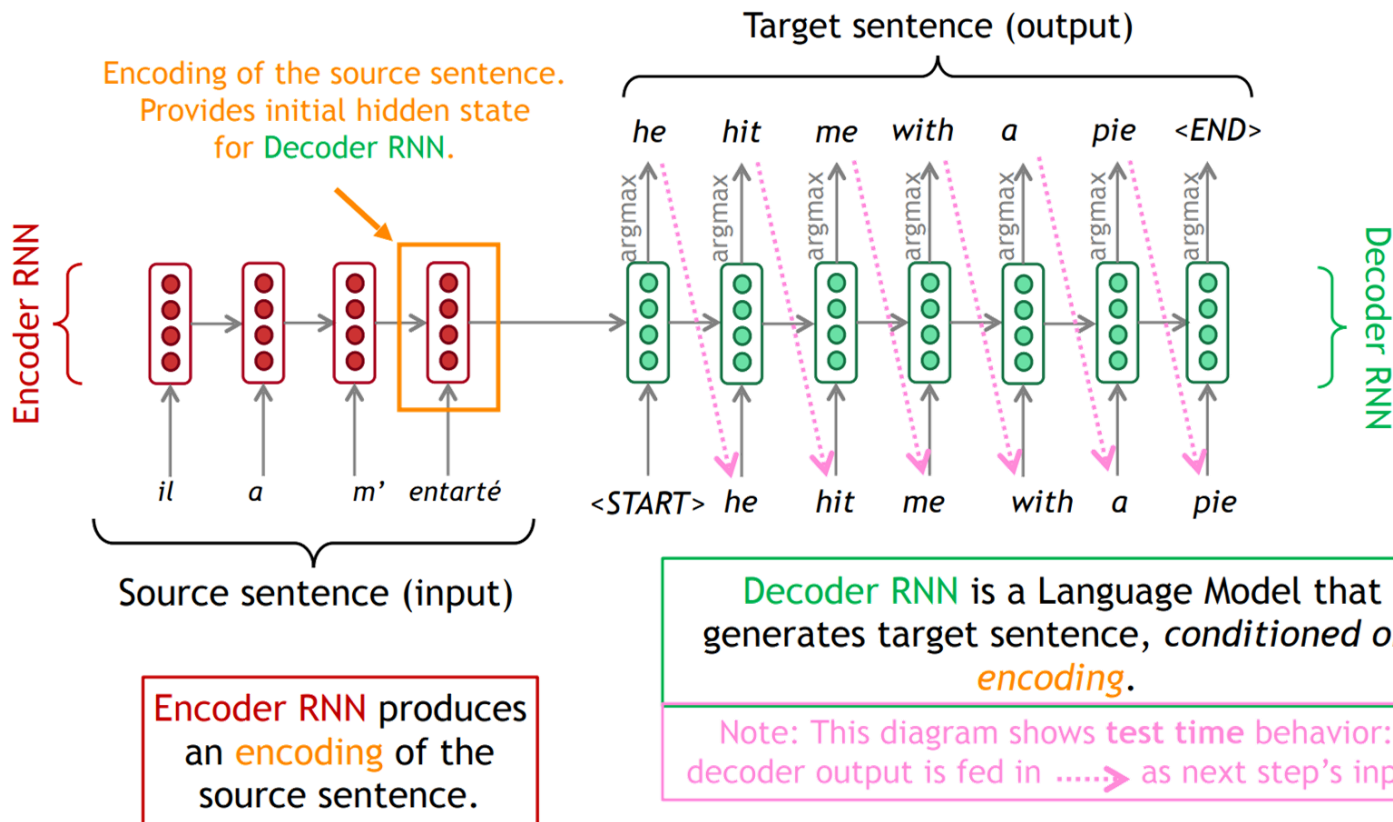 Target sentence (output)
Encoding of the source sentence.
Provides initial hidden state
for Decoder RNN.
he hit me with a pie <END>
argmax argmax argmax argmax argmax argmax argmax
Encoder RNN
Decoder RNN
il a m’ entarté
<START> he hit me with a pie
Source sentence (input)
Decoder RNN is a Language Model that
generates target sentence, conditioned
encoding.
Encoder RNN produces
an encoding of the
source sentence.
Note: This diagram shows test time behavior:
decoder output is fed in as next step’s inp